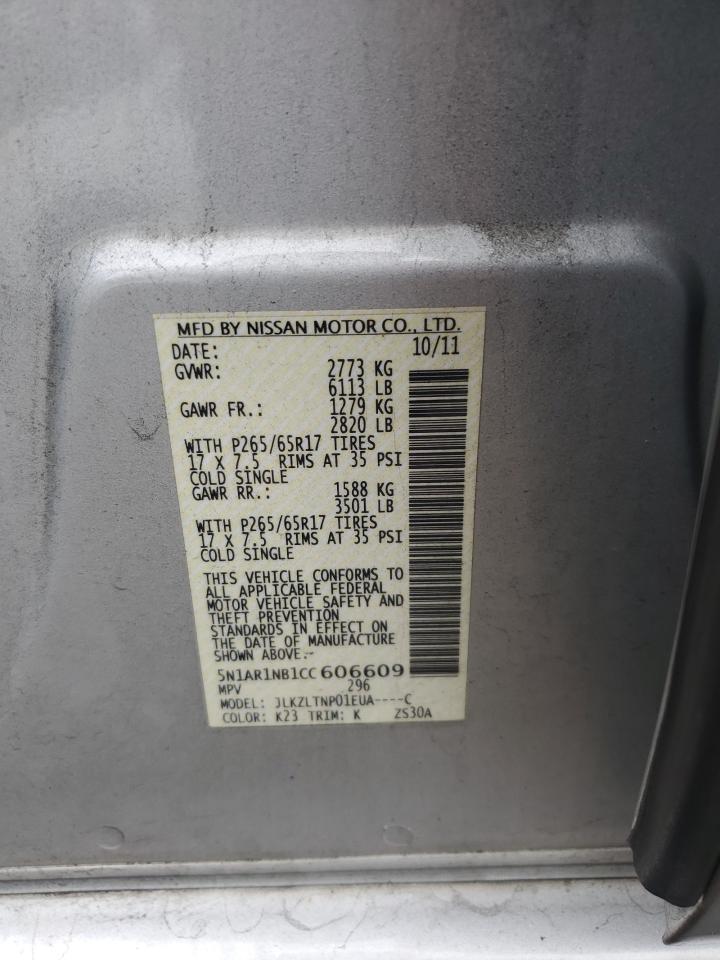 MFD BY NISSAN MOTOR CO., LTD.
DATE: 10/11
GVWR: 2773 KG
6113 LB
GAWR FR.: 1279 KG
2820 LB
WITH P265/65R17 TIRES
17 X 7.5 RIMS AT 35 PSI
COLD SINGLE
GAWR RR.: 1588 KG
3501 LB
WITH P265/65R17 TIRES
17 X 7.5 RIMS AT 35 PSI
COLD SINGLE
THIS VEHICLE CONFORMS TO
ALL APPLICABLE FEDERAL
MOTOR VEHICLE SAFETY AND
THEFT PREVENTION
STANDARDS IN EFFECT ON
THE DATE OF MANUFACTURE
SHOWN ABOVE.-
5N1AR1NB1CC606609
MPV 296
MODEL: JLKZLTNP01EUA----C
COLOR: K23 TRIM: K ZS30A